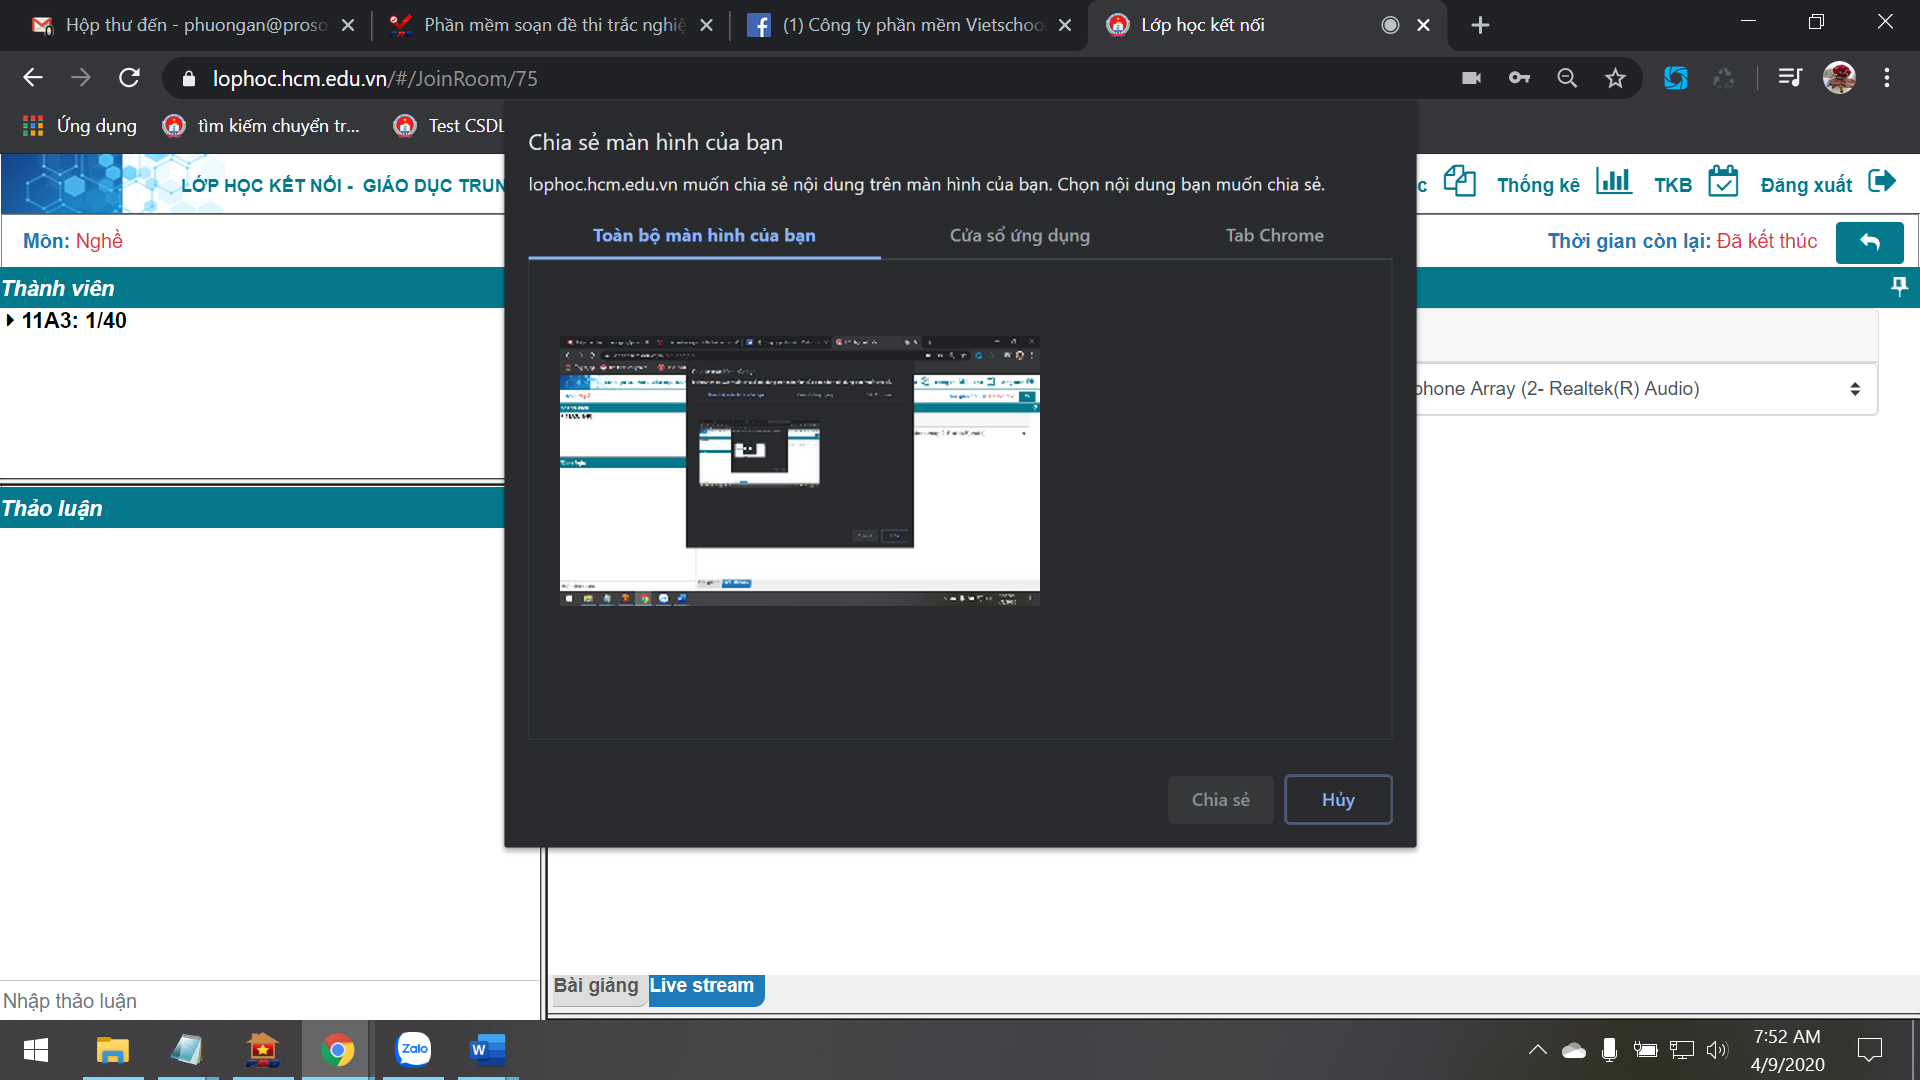 Hộp thư đến - phuongan@proso
Phần mềm soạn đề thi trắc nghiệ
(1) Công ty phần mềm Vietschoo
Lớp học kết nối
lophoc.hcm.edu.vn/#/JoinRoom/75
Ứng dụng
tìm kiếm chuyển tr...
Test CSDL
Chia sẻ màn hình của bạn
lophoc.hcm.edu.vn muốn chia sẻ nội dung trên màn hình của bạn. Chọn nội dung bạn muốn chia sẻ.
Toàn bộ màn hình của bạn
Cửa sổ ứng dụng
Tab Chrome
LỚP HỌC KẾT NỐI - GIÁO DỤC TRUN
c
Thống kê
TKB
Đăng xuất
Môn: Nghề
Thời gian còn lại: Đã kết thúc
Thành viên
11A3: 1/40
phone Array (2- Realtek(R) Audio)
Thảo luận
Chia sẻ
Hủy
Bài giảng
Live stream
Nhập thảo luận
Zalo
W
7:52 AM
4/9/2020